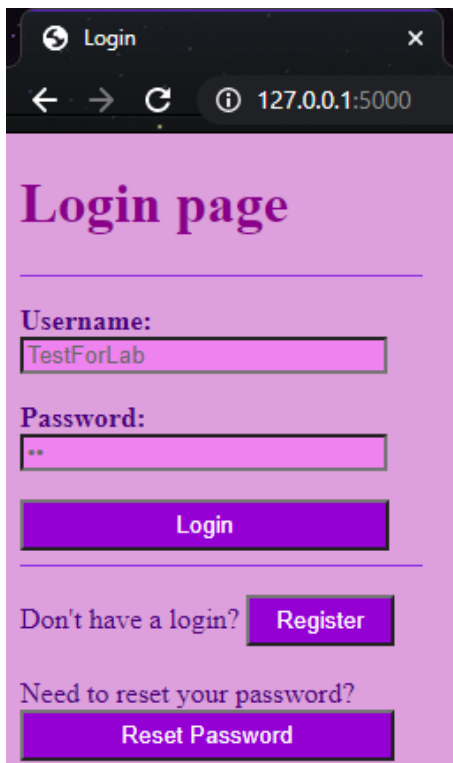 Login
127.0.0.1:5000
Login page
Username:
TestForLab
Password:
••
Login
Don't have a login? Register
Need to reset your password?
Reset Password